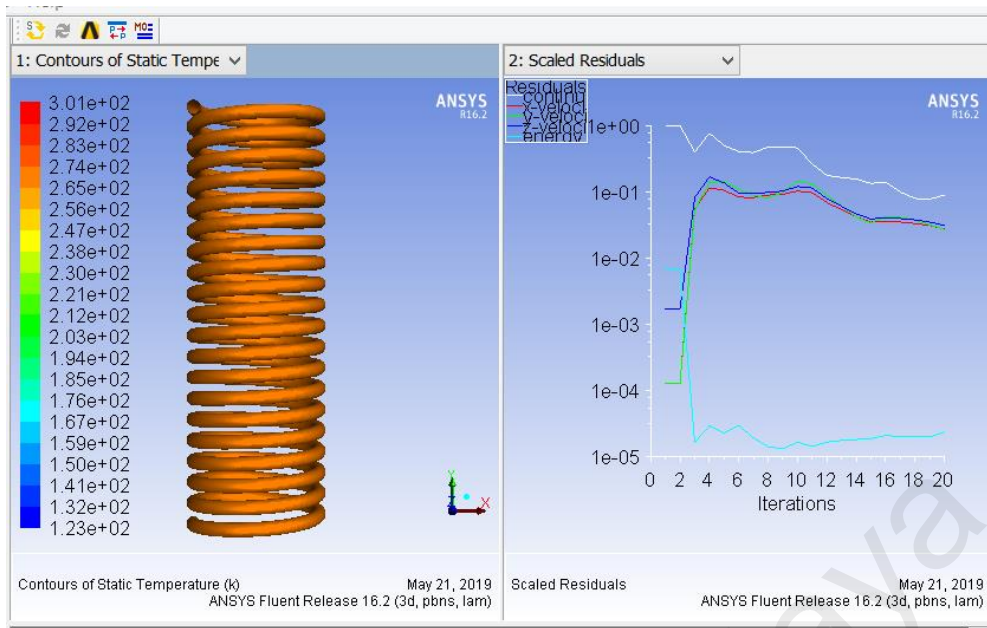 1: Contours of Static Tempe
3.01e+02
2.92e+02
2.83e+02
2.74e+02
2.65e+02
2.56e+02
2.47e+02
2.38e+02
2.30e+02
2.21e+02
2.12e+02
2.03e+02
1.94e+02
1.85e+02
1.76e+02
1.67e+02
1.59e+02
1.50e+02
1.41e+02
1.32e+02
1.23e+02
ANSYS
R16.2
Y
X
Contours of Static Temperature (k)
May 21, 2019
ANSYS Fluent Release 16.2 (3d, pbns, lam)
2: Scaled Residuals
Residuals
continu
x-veloci
y-veloci
z-veloci
energy
ANSYS
R16.2
1e+00
1e-01
1e-02
1e-03
1e-04
1e-05
0 2 4 6 8 10 12 14 16 18 20
Iterations
Scaled Residuals
May 21, 2019
ANSYS Fluent Release 16.2 (3d, pbns, lam)